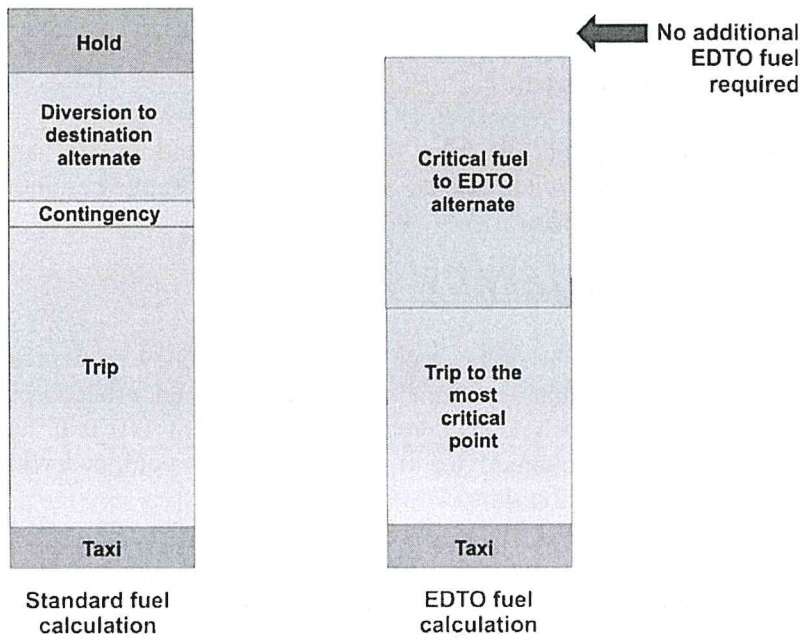 Hold
Diversion to
destination
alternate
Contingency
Trip
Taxi
Standard fuel
calculation
No additional
EDTO fuel
required
Critical fuel
to EDTO
alternate
Trip to the
most
critical
point
Taxi
EDTO fuel
calculation